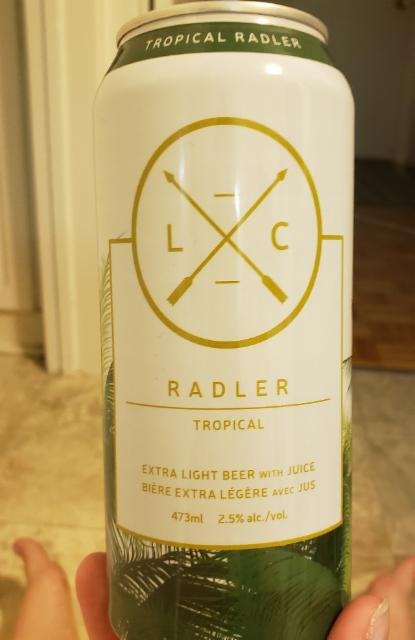 TROPICAL RADLER
L C
RADLER
TROPICAL
EXTRA LIGHT BEER WITH JUICE
BIÈRE EXTRA LÉGÈRE AVEC JUS
473ml 2.5% alc./vol.